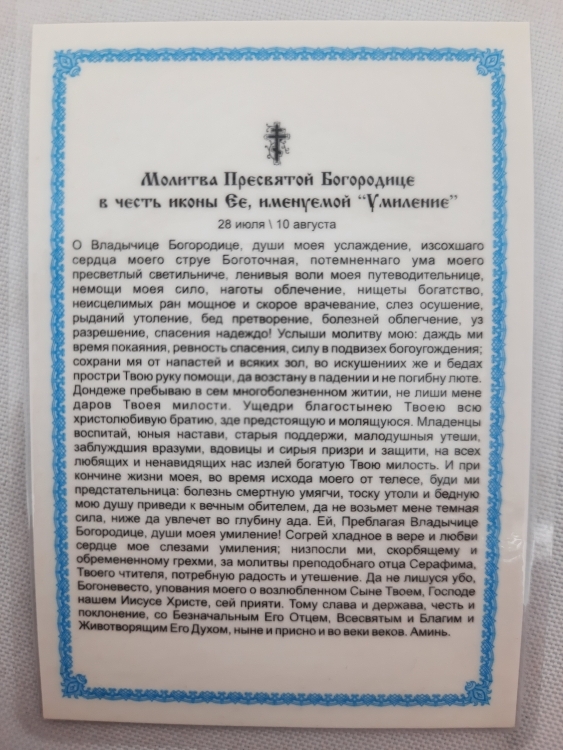 Молитва Пресвятой Богородице
в честь иконы Ее, именуемой "Умиление"
28 июля \ 10 августа
О Владычице Богородице, души моея услаждение, изсохшаго
сердца моего струе Боготочная, потемненнаго ума моего
пресветлый светильниче, ленивыя воли моея путеводительнице,
немощи моея сило, наготы облечение, нищеты богатство,
неисцелимых ран мощное и скорое врачевание, слез осушение,
рыданий утоление, бед претворение, болезней облегчение, уз
разрешение, спасения надеждо! Услыши молитву мою: даждь ми
время покаяния, ревность спасения, силу в подвизех богоугождения;
сохрани мя от напастей и всяких зол, во искушениих же и бедах
простри Твою руку помощи, да возстану в падении и не погибну люте.
Дондеже пребываю в сем многоболезненном житии, не лиши мене
даров Твоея милости. Ущедри благостынею Твоею всю
христолюбивую братию, зде предстоящую и молящуюся. Младенцы
воспитай, юныя настави, старыя поддержи, малодушныя утеши,
заблуждшия вразуми, вдовицы и сирыя призри и защити, на всех
любящих и ненавидящих нас излей богатую Твою милость. И при
кончине жизни моея, во время исхода моего от телесе, буди ми
предстательница: болезнь смертную умягчи, тоску утоли и бедную
мою душу приведи к вечным обителем, да не возьмет мене темная
сила, ниже да увлечет во глубину ада. Ей, Преблагая Владычице
Богородице, души моея умиление! Согрей хладное в вере и любви
сердце мое слезами умиления; низпосли ми, скорбящему и
обремененному грехми, за молитвы преподобнаго отца Серафима,
Твоего чтителя, потребную радость и утешение. Да не лишуся убо,
Богоневесто, упования моего о возлюбленном Сыне Твоем, Господе
нашем Иисусе Христе, сей прияти. Тому слава и держава, честь и
поклонение, со Безначальным Его Отцем, Всесвятым и Благим и
Животворящим Его Духом, ныне и присно и во веки веков. Аминь.